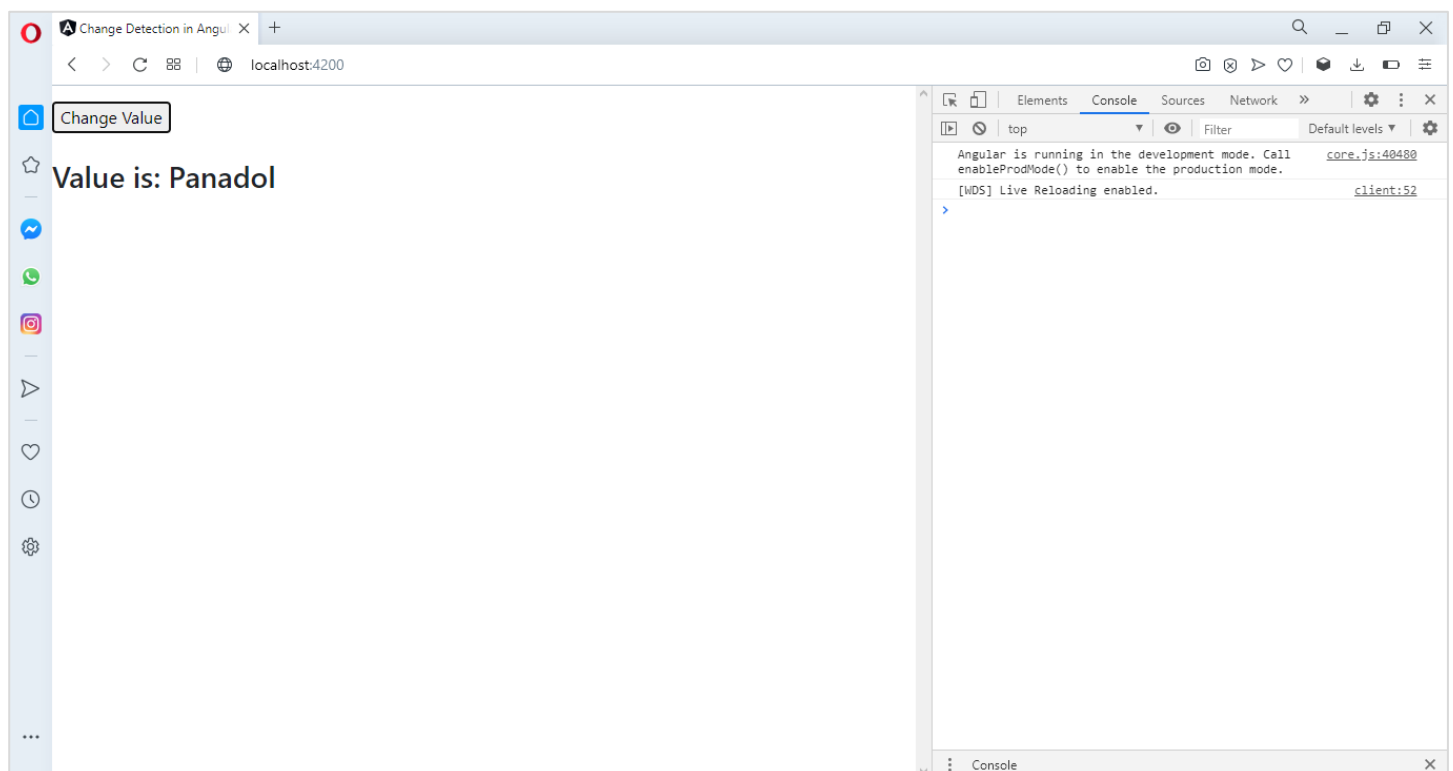 Change Detection in Angul
localhost:4200
Change Value
Value is: Panadol
Elements Console Sources Network
top Filter Default levels
Angular is running in the development mode. Call core.js:40480
enableProdMode() to enable the production mode.
[WDS] Live Reloading enabled. client:52
Console